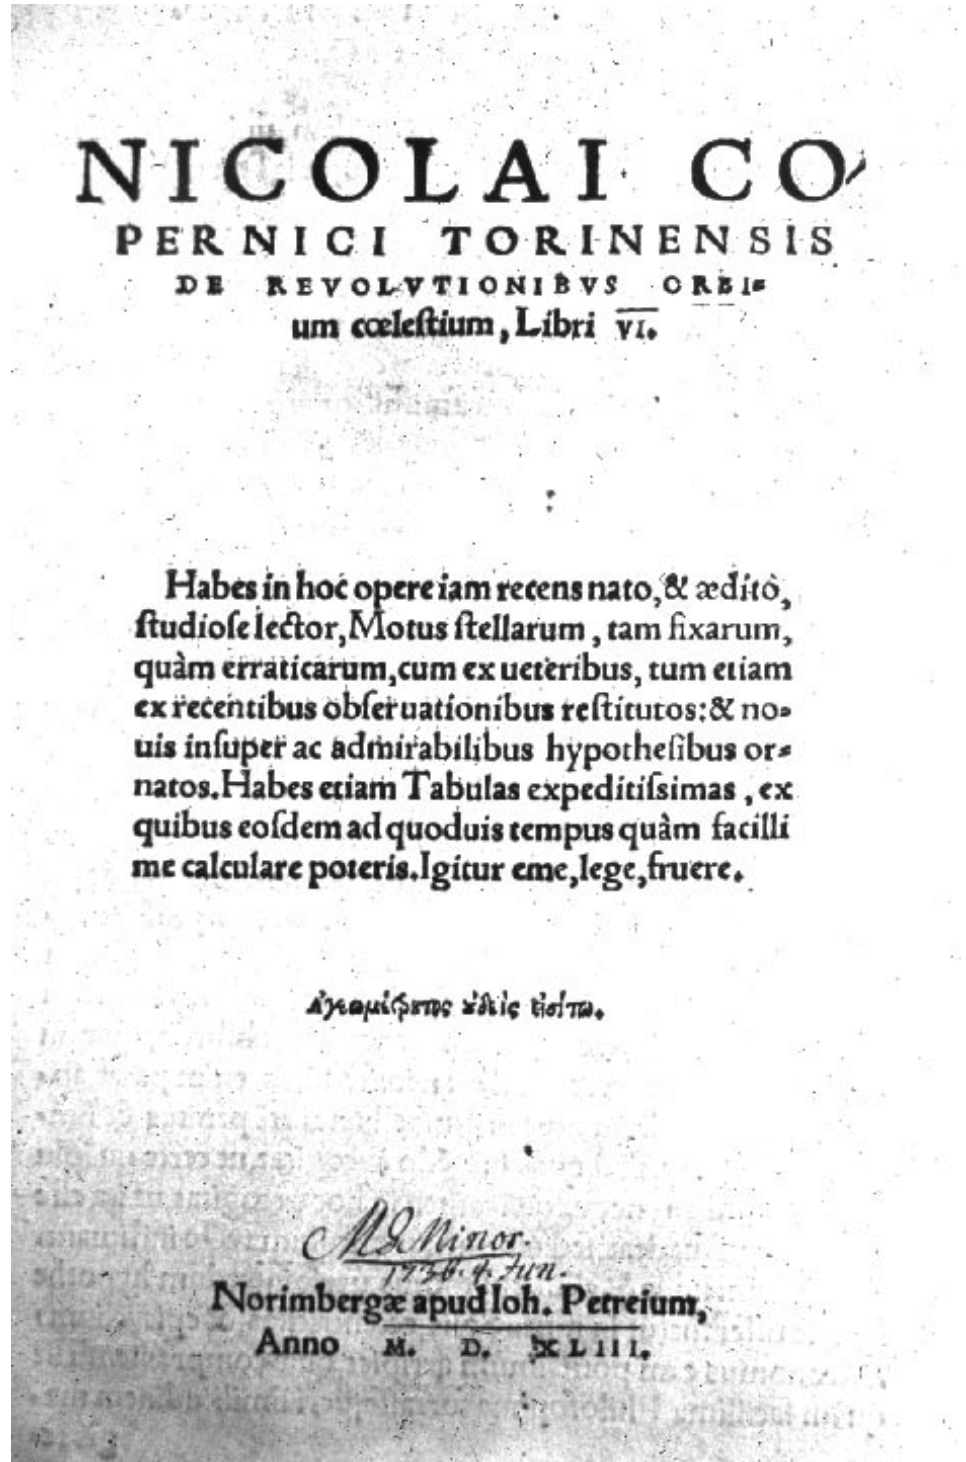 NICOLAI CO
PERNICI TORINENSIS
DE REVOLVTIONIBVS ORBI-
um cœleſtium, Libri VI.
Habes in hoc opere iam recens nato, & ædito,
ſtudioſe lector, Motus ſtellarum, tam fixarum,
quàm erraticarum, cum ex ueteribus, tum etiam
ex recentibus obſeruationibus reſtitutos: & no-
uis inſuper ac admirabilibus hypotheſibus or-
natos. Habes etiam Tabulas expeditiſsimas, ex
quibus eoſdem ad quoduis tempus quàm facilli
me calculare poteris. Igitur eme, lege, fruere.
Ἀγεωμέτρητος ȣ̓δεὶς εἰσίτω.
Minor.
1736. 4. Jun.
Norimbergæ apud Ioh. Petreium,
Anno M. D. XLIII.